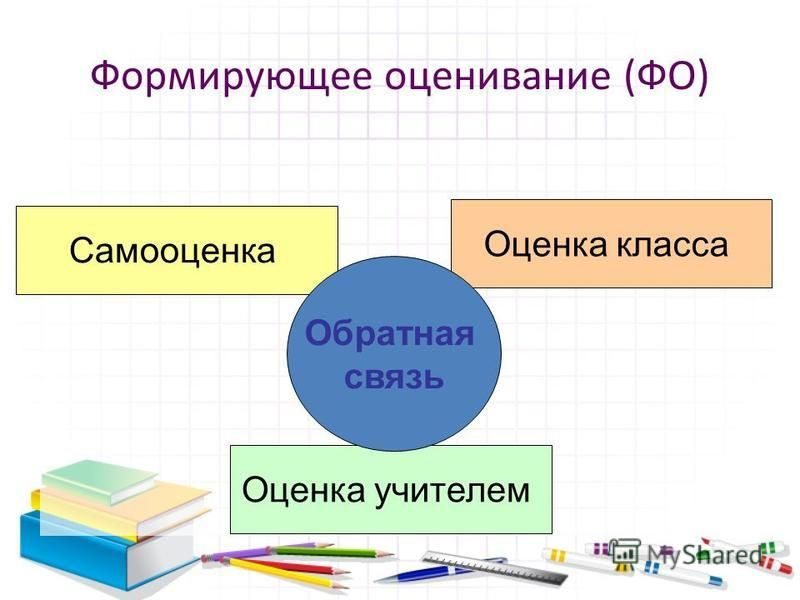 Формирующее оценивание (ФО)
Самооценка
Оценка класса
Обратная
связь
Оценка учителем
MyShared